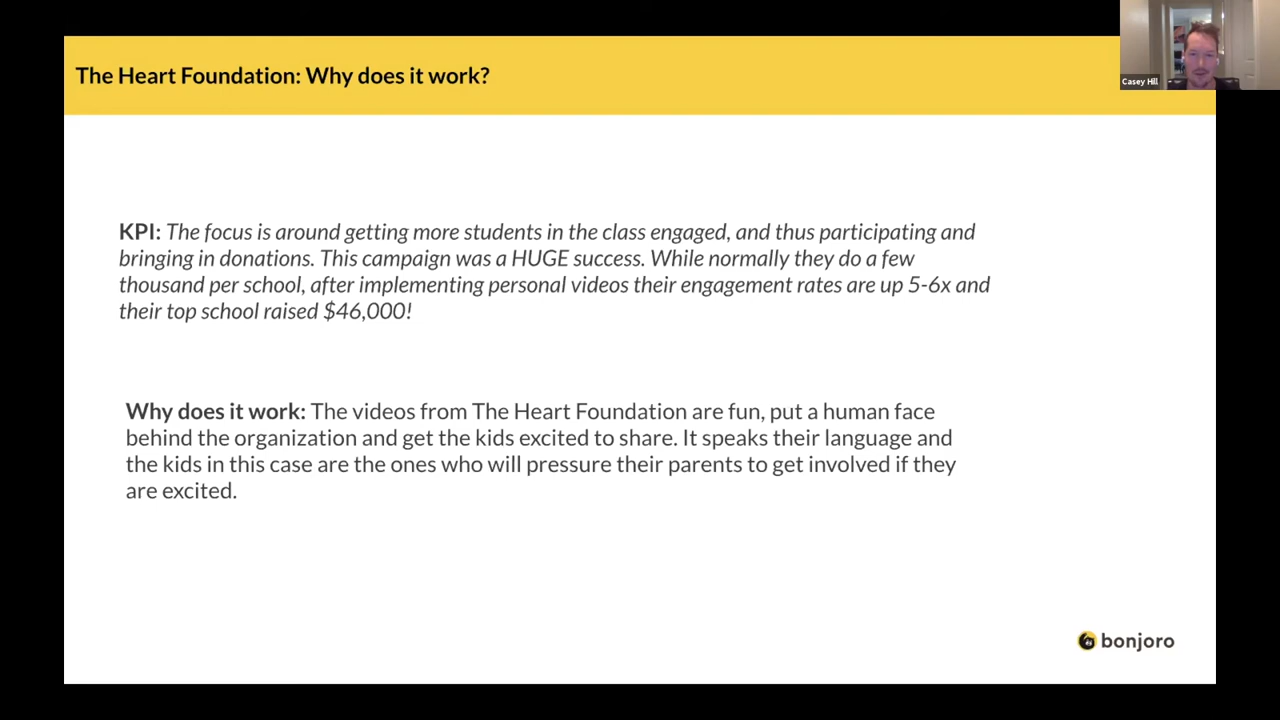 The Heart Foundation: Why does it work?
Casey Hill
KPI: The focus is around getting more students in the class engaged, and thus participating and
bringing in donations. This campaign was a HUGE success. While normally they do a few
thousand per school, after implementing personal videos their engagement rates are up 5-6x and
their top school raised $46,000!
Why does it work: The videos from The Heart Foundation are fun, put a human face
behind the organization and get the kids excited to share. It speaks their language and
the kids in this case are the ones who will pressure their parents to get involved if they
are excited.
bonjoro